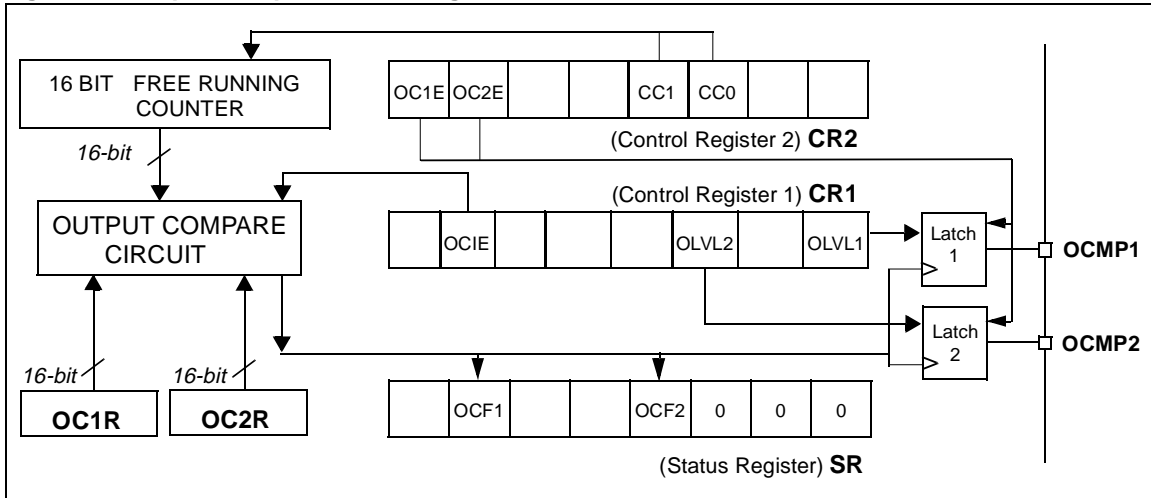 16 BIT FREE RUNNING
COUNTER
OC1E OC2E CC1 CC0
(Control Register 2) CR2
16-bit
(Control Register 1) CR1
OUTPUT COMPARE
CIRCUIT
OCIE OLVL2 OLVL1
Latch
1
OCMP1
Latch
2
OCMP2
16-bit 16-bit
OC1R OC2R
OCF1 OCF2 0 0 0
(Status Register) SR